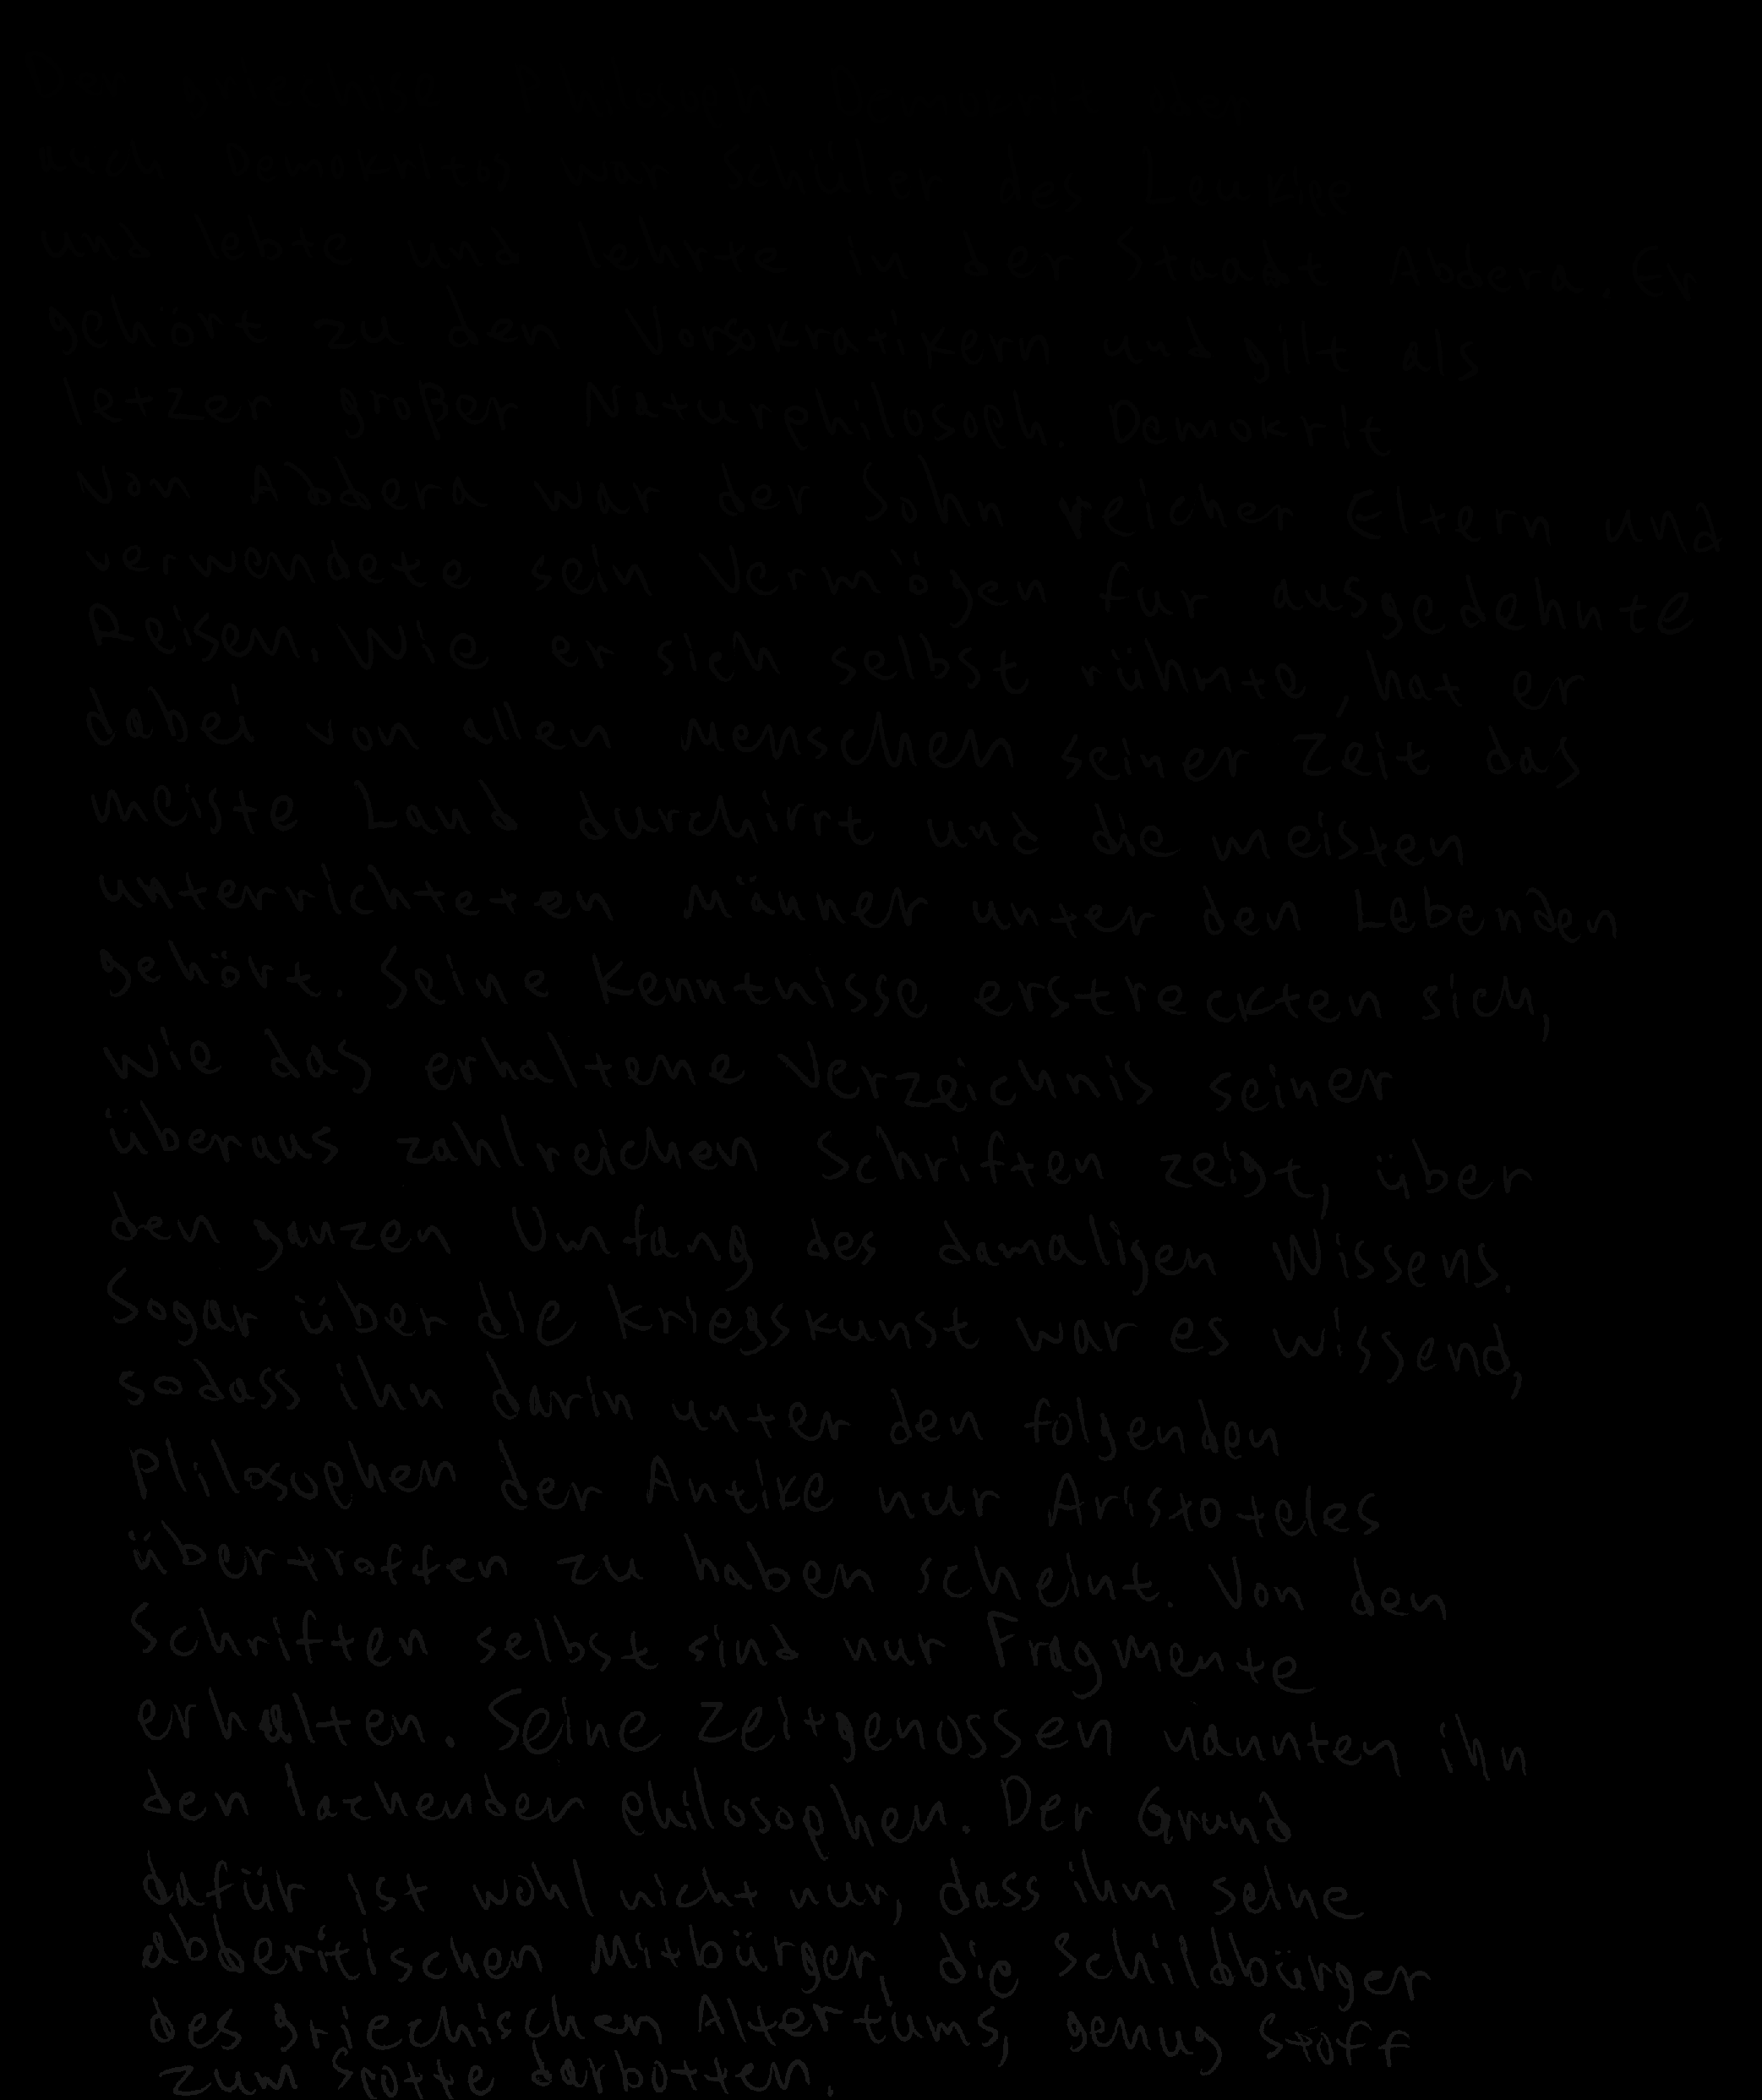 auch Demokritos war Schüler des Leukipp
und lebte und lehrte in der Staadt Abdera. Er
gehört zu den Vorsokratikern und gilt als
letzer großer Naturphilosoph. Demokrit
von Abdera war der Sohn reicher Eltern und
verwendete sein Vermögen fur ausgedehnte
Reisen. Wie er sich selbst rühmte, hat er
dabei von allen Menschen seiner Zeit das
meiste Land durchirrt und die meisten
unterrichteten Männer unter den Lebenden
gehört. Seine Kenntnisse erstreckten sich,
wie das erhaltene Verzeichnis seiner
überaus zahlreichen Schriften zeigt, über
den ganzen Umfang des damaligen Wissens.
Sogar über die Kriegskunst war es wissend,
sodass ihn darin unter den folgenden
Plilosophen der Antike nur Aristoteles
übertroffen zu haben scheint. Von den
Schriften selbst sind nur Fragmente
erhalten. Seine Zeitgenossen nannten ihn
den lachenden Philosophen. Der Grund
dafür ist wohl nicht nur, dass ihm seine
abderitischen Mitbürger, die Schildbürger
des griechischen Altertums, genug Stoff
zum Spotte darbotten.